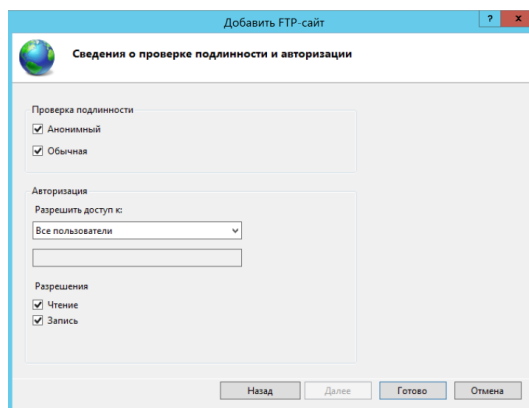 Добавить FTP-сайт
?
x
Сведения о проверке подлинности и авторизации
Проверка подлинности
Анонимный
Обычная
Авторизация
Разрешить доступ к:
Все пользователи
Разрешения
Чтение
Запись
Назад
Далее
Готово
Отмена